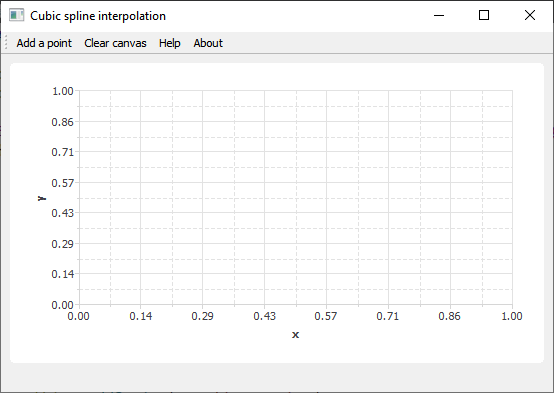 Cubic spline interpolation
Add a point Clear canvas Help About
1.00
0.86
0.71
Y
0.57
0.43
0.29
0.14
0.00
0.00 0.14 0.29 0.43 0.57 0.71 0.86 1.00
x